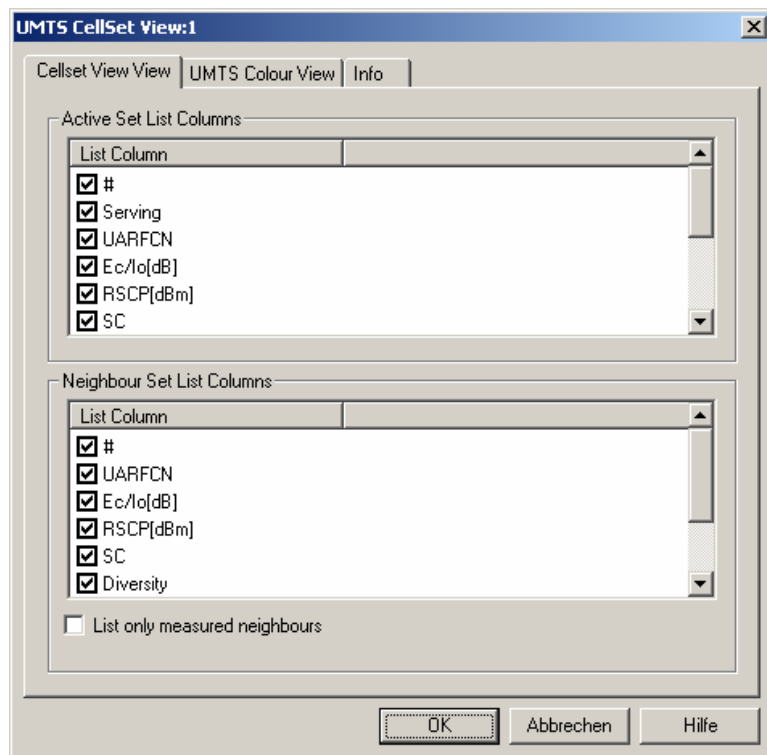 UMTS CellSet View:1
Cellset View View UMTS Colour View Info
Active Set List Columns
List Column
#
Serving
UARFCN
Ec/Io[dB]
RSCP[dBm]
SC
Neighbour Set List Columns
List Column
#
UARFCN
Ec/Io[dB]
RSCP[dBm]
SC
Diversity
List only measured neighbours
OK Abbrechen Hilfe